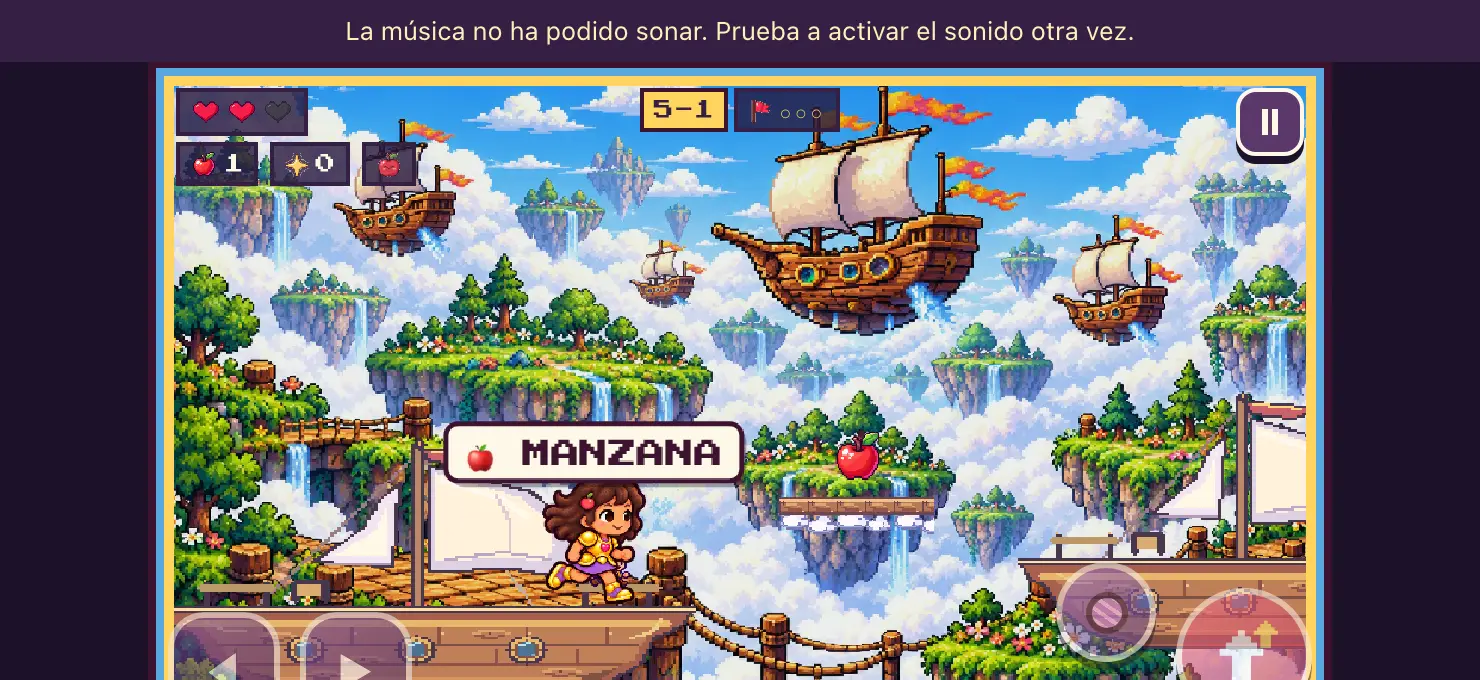 La música no ha podido sonar. Prueba a activar el sonido otra vez.
5-1
1
0
MANZANA